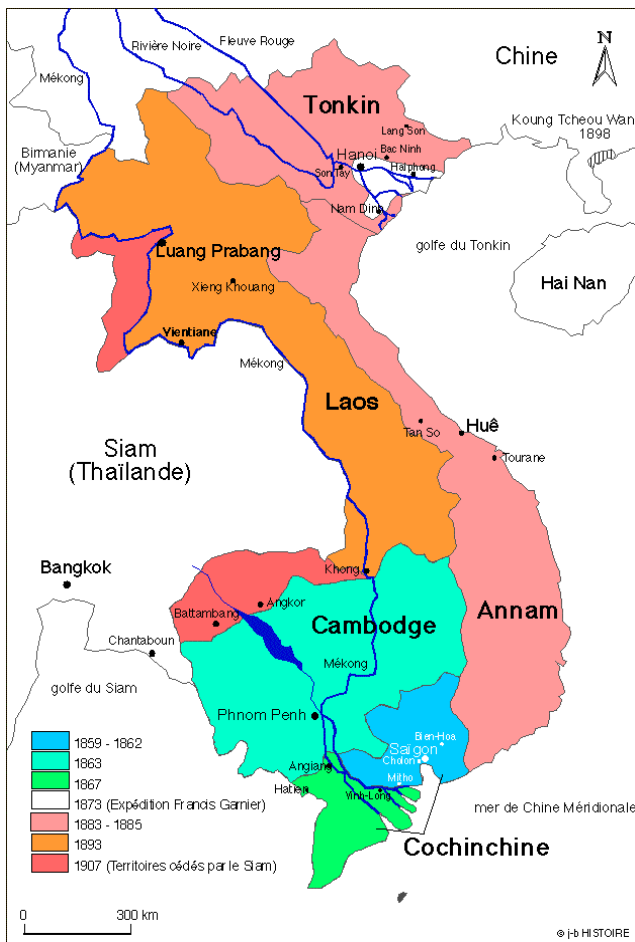 Rivière Noire
Fleuve Rouge
Chine
N
Mékong
Tonkin
Koung Tcheou Wan
1898
Lang Son
Bac Ninh
Birmanie
(Myanmar)
Hanoi
Haiphong
Son Tay
Nam Dinh
golfe du Tonkin
Luang Prabang
Hai Nan
Xieng Khouang
Vientiane
Mékong
Laos
Huê
Tan So
Tourane
Siam
(Thaïlande)
Bangkok
Khong
Angkor
Battambang
Annam
Cambodge
Chantaboun
Mékong
golfe du Siam
Phnom Penh
Bien-Hoa
Saïgon
Cholon
Angiang
Mitho
Hatien
Vinh-Long
mer de Chine Méridionale
Cochinchine
1859 - 1862
1863
1867
1873 (Expédition Francis Garnier)
1883 - 1885
1893
1907 (Territoires cédés par le Siam)
0 300 km
© j-b HISTOIRE